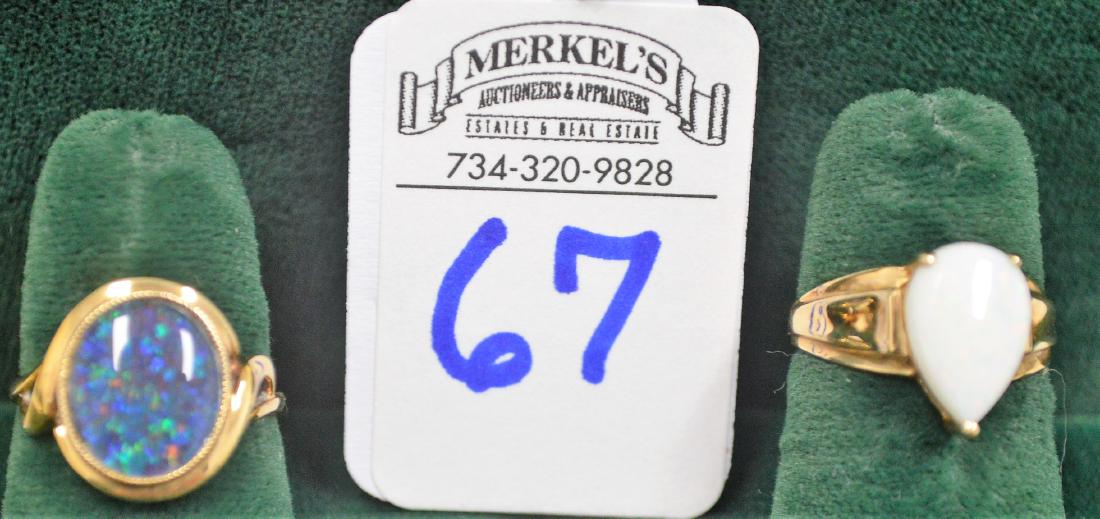 MERKEL'S
AUCTIONEERS & APPRAISERS
ESTATES & REAL ESTATE
734-320-9828
67